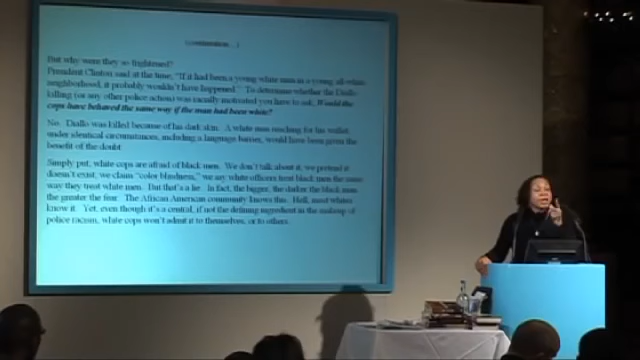 (continuation…)
But why were they so frightened?
President Clinton said at the time, "If it had been a young white man in a young all-white
neighborhood, it probably wouldn't have happened." To determine whether the Diallo
killing (or any other police action) was racially motivated you have to ask, Would the
cops have behaved the same way if the man had been white?
No. Diallo was killed because of his dark skin. A white man reaching for his wallet,
under identical circumstances, including a language barrier, would have been given the
benefit of the doubt.
Simply put, white cops are afraid of black men. We don't talk about it, we pretend it
doesn't exist, we claim "color blindness," we say white officers treat black men the same
way they treat white men. But that's a lie. In fact, the bigger, the darker the black man
the greater the fear. The African American community knows this. Hell, most whites
know it. Yet, even though it's a central, if not the defining ingredient in the makeup of
police racism, white cops won't admit it to themselves, or to others.